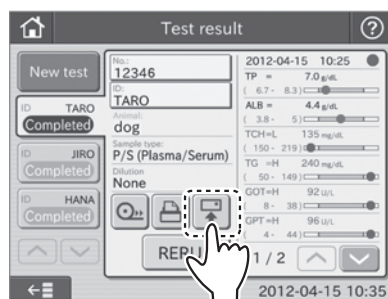 Test result
?
New test
ID TARO
Completed
ID JIRO
Completed
ID HANA
Completed
No.:
12346
ID:
TARO
Animal:
dog
Sample type:
P/S (Plasma/Serum)
Dilution
None
2012-04-15 10:25
TP = 7.0 g/dL
( 6.7 - 8.3)
ALB = 4.4 g/dL
( 3.8 - 5)
TCH=L 135 mg/dL
( 150 - 219)
TG =H 240 mg/dL
( 50 - 149)
GOT=H 92 U/L
( 8 - 38)
GPT =H 96 U/L
( 4 - 44)
1 / 2
2012-04-15 10:35